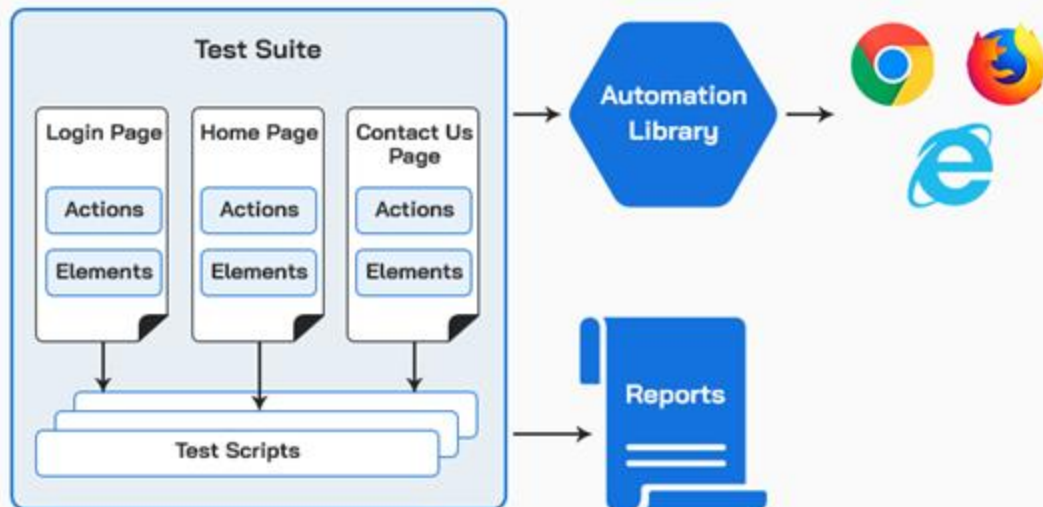 Test Suite
Login Page
Actions
Elements
Home Page
Actions
Elements
Contact Us
Page
Actions
Elements
Test Scripts
Automation
Library
Reports